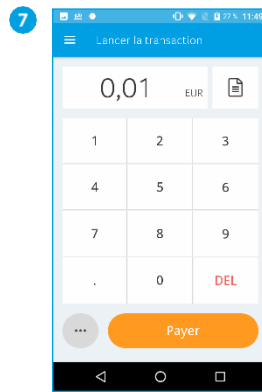 7
27 % 11:49
Lancer la transaction
0,01 EUR
1 2 3
4 5 6
7 8 9
. 0 DEL
... Payer